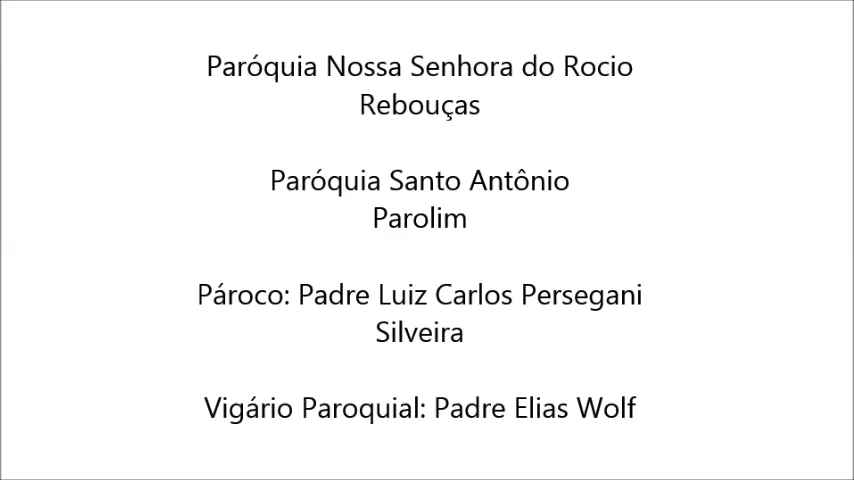 Paróquia Nossa Senhora do Rocio
Rebouças
Paróquia Santo Antônio
Parolim
Pároco: Padre Luiz Carlos Persegani
Silveira
Vigário Paroquial: Padre Elias Wolf